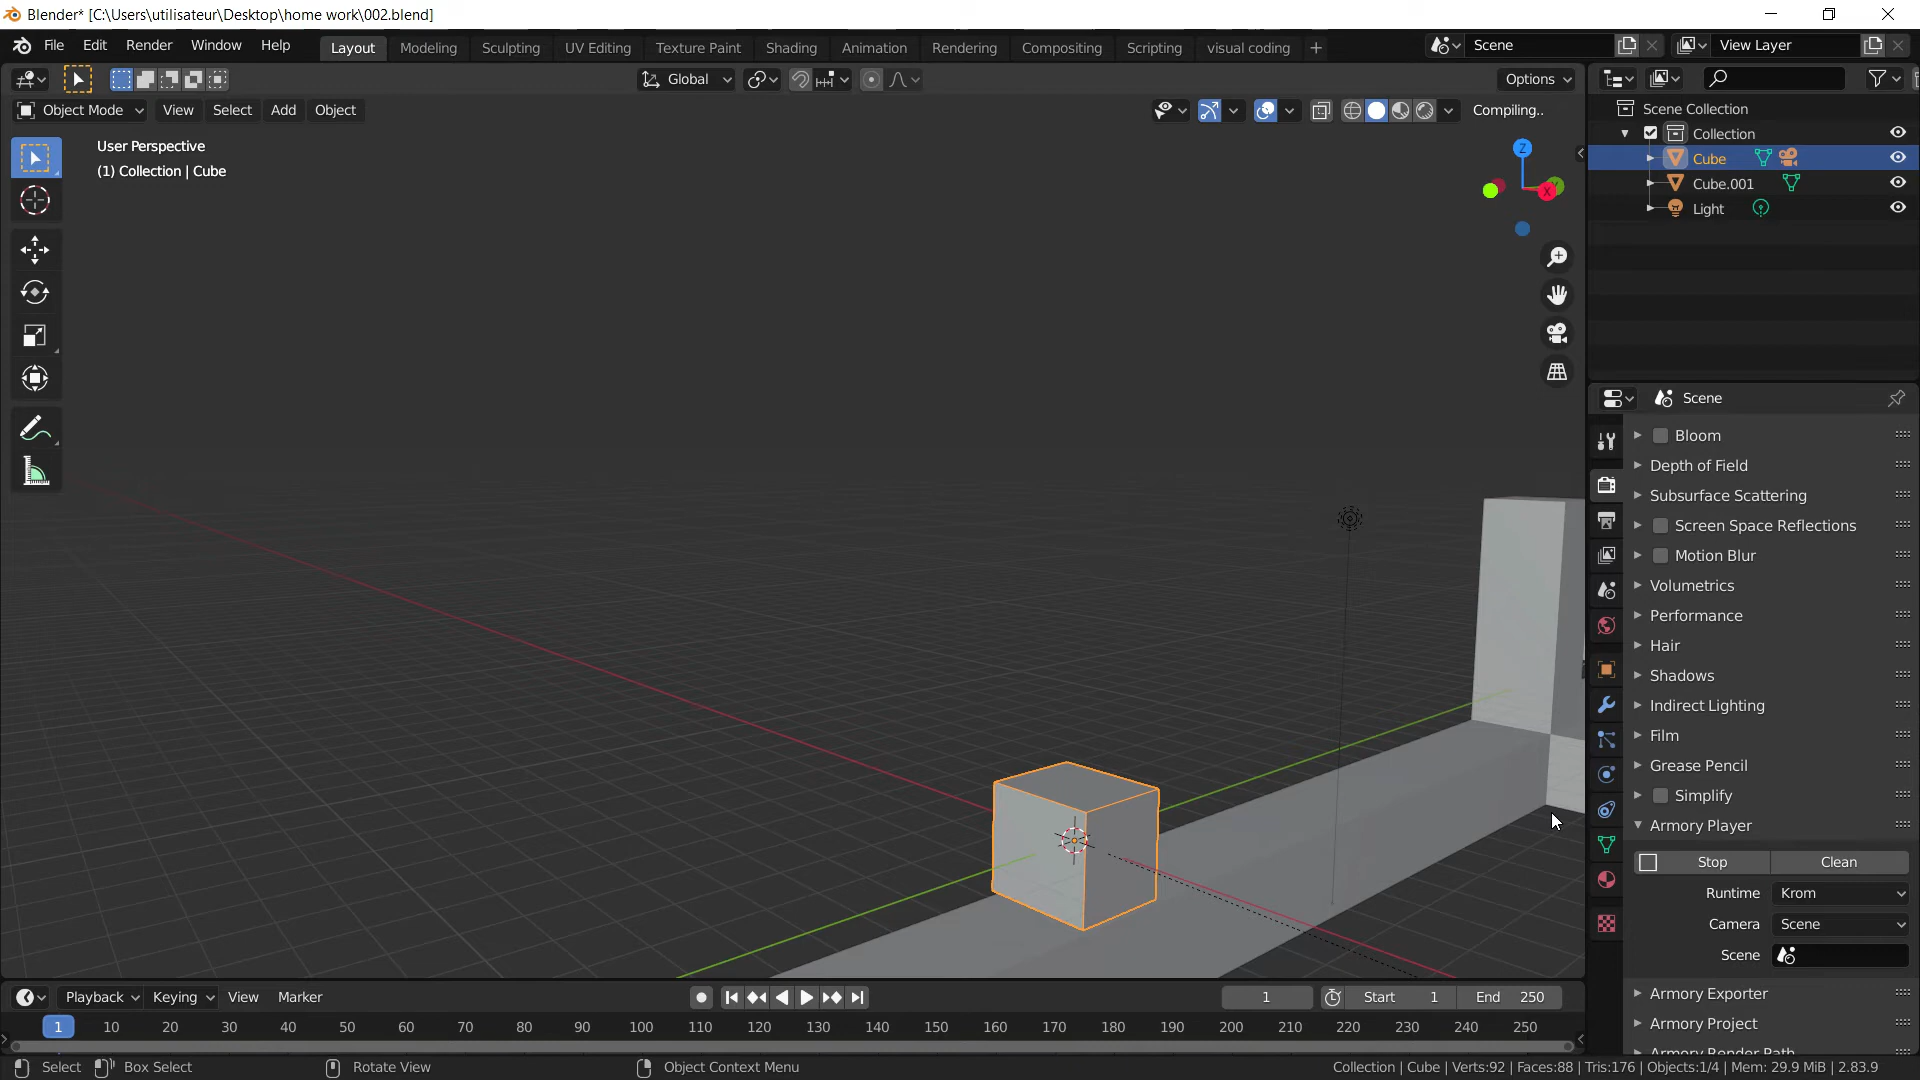 Blender* [C:\Users\utilisateur\Desktop\home work\002.blend]
File Edit Render Window Help Layout Modeling Sculpting UV Editing Texture Paint Shading Animation Rendering Compositing Scripting visual coding + Scene View Layer
Global Options
Object Mode View Select Add Object Compiling..
User Perspective
(1) Collection | Cube
Z
X
Scene Collection
Collection
Cube
Cube.001
Light
Scene
Bloom
Depth of Field
Subsurface Scattering
Screen Space Reflections
Motion Blur
Volumetrics
Performance
Hair
Shadows
Indirect Lighting
Film
Grease Pencil
Simplify
Armory Player
Stop Clean
Runtime Krom
Camera Scene
Scene
Armory Exporter
Armory Project
Armory Render Path
Playback Keying View Marker 1 Start 1 End 250
1 10 20 30 40 50 60 70 80 90 100 110 120 130 140 150 160 170 180 190 200 210 220 230 240 250
Select Box Select Rotate View Object Context Menu Collection | Cube | Verts:92 | Faces:88 | Tris:176 | Objects:1/4 | Mem: 29.9 MiB | 2.83.9